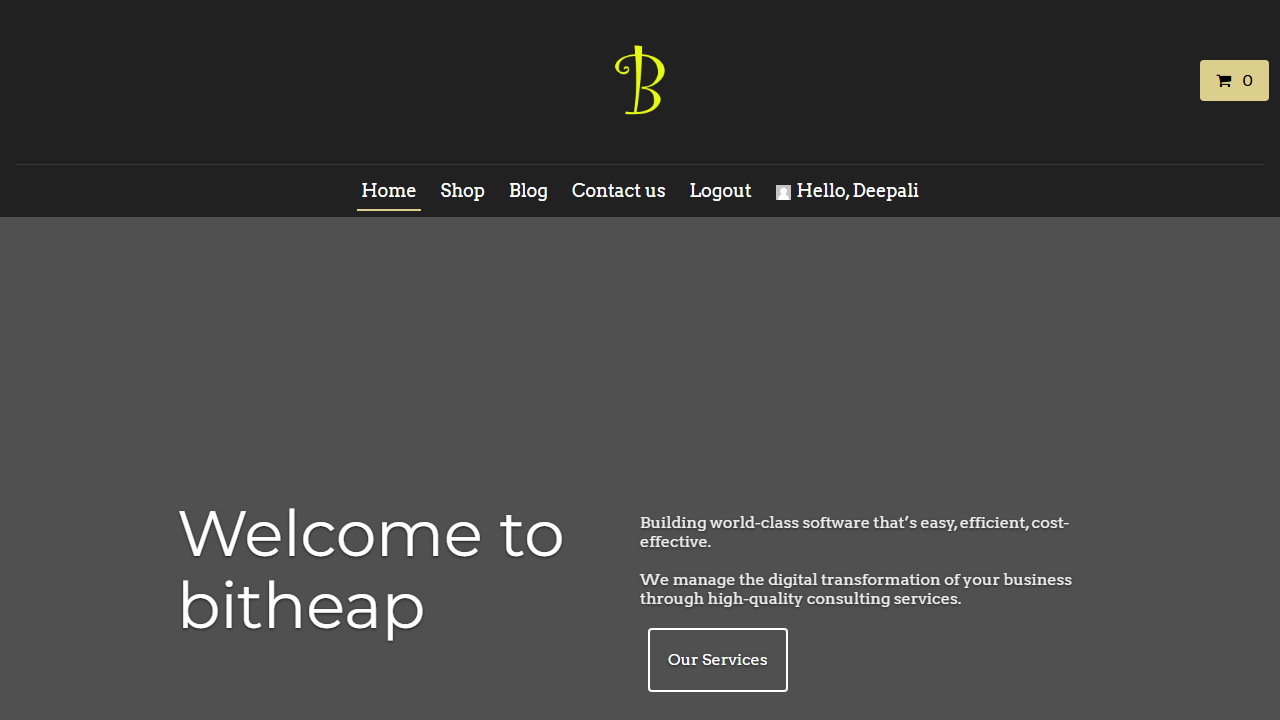 B
0
Home Shop Blog Contact us Logout Hello, Deepali
Welcome to
bitheap
Building world-class software that’s easy, efficient, cost-
effective.
We manage the digital transformation of your business
through high-quality consulting services.
Our Services